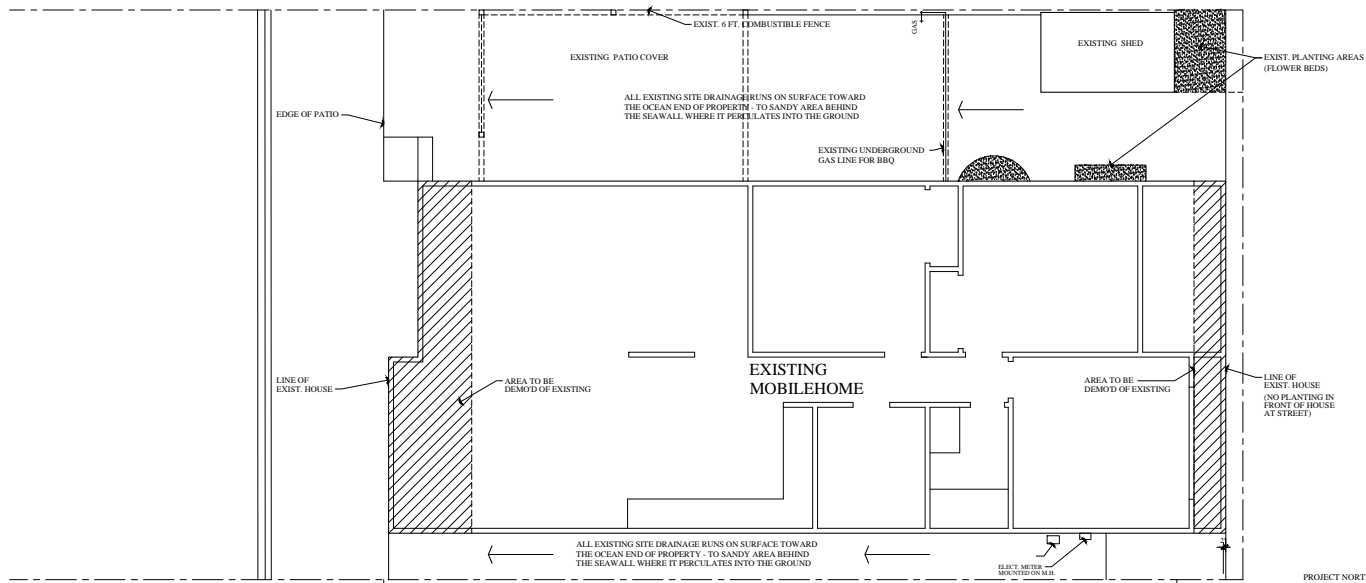 EXIST. 6 FT. COMBUSTIBLE FENCE
GAS
EXISTING PATIO COVER
EXISTING SHED
EXIST. PLANTING AREAS
(FLOWER BEDS)
ALL EXISTING SITE DRAINAGE RUNS ON SURFACE TOWARD
THE OCEAN END OF PROPERTY - TO SANDY AREA BEHIND
THE SEAWALL WHERE IT PERCULATES INTO THE GROUND
EDGE OF PATIO
EXISTING UNDERGROUND
GAS LINE FOR BBQ
EXISTING
MOBILEHOME
LINE OF
EXIST. HOUSE
AREA TO BE
DEMO'D OF EXISTING
AREA TO BE
DEMO'D OF EXISTING
LINE OF
EXIST. HOUSE
(NO PLANTING IN
FRONT OF HOUSE
AT STREET)
ALL EXISTING SITE DRAINAGE RUNS ON SURFACE TOWARD
THE OCEAN END OF PROPERTY - TO SANDY AREA BEHIND
THE SEAWALL WHERE IT PERCULATES INTO THE GROUND
ELECT. METER
MOUNTED ON M.H.
PROJECT NORT